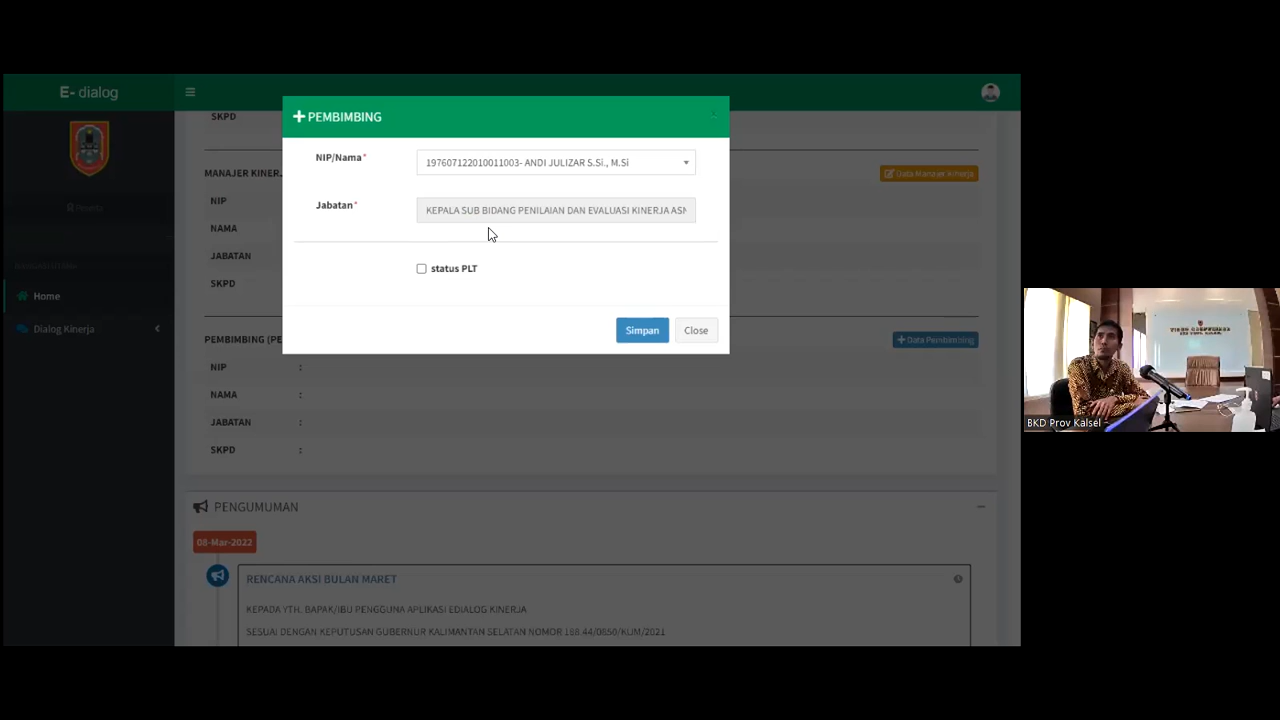 E- dialog
SKPD
PEMBIMBING
NIP/Nama*
197607122010011003- ANDI JULIZAR S.Si., M.Si
Jabatan*
KEPALA SUB BIDANG PENILAIAN DAN EVALUASI KINERJA ASN
status PLT
Simpan
Close
MANAJER KINERJ
Data Manajer Kinerja
NIP
NAMA
JABATAN
SKPD
Home
Dialog Kinerja
PEMBIMBING (PE
Data Pembimbing
NIP :
NAMA :
JABATAN :
SKPD :
PENGUMUMAN
08-Mar-2022
RENCANA AKSI BULAN MARET
KEPADA YTH. BAPAK/IBU PENGGUNA APLIKASI EDIALOG KINERJA
SESUAI DENGAN KEPUTUSAN GUBERNUR KALIMANTAN SELATAN NOMOR 188.44/0850/KUM/2021
BKD Prov Kalsel